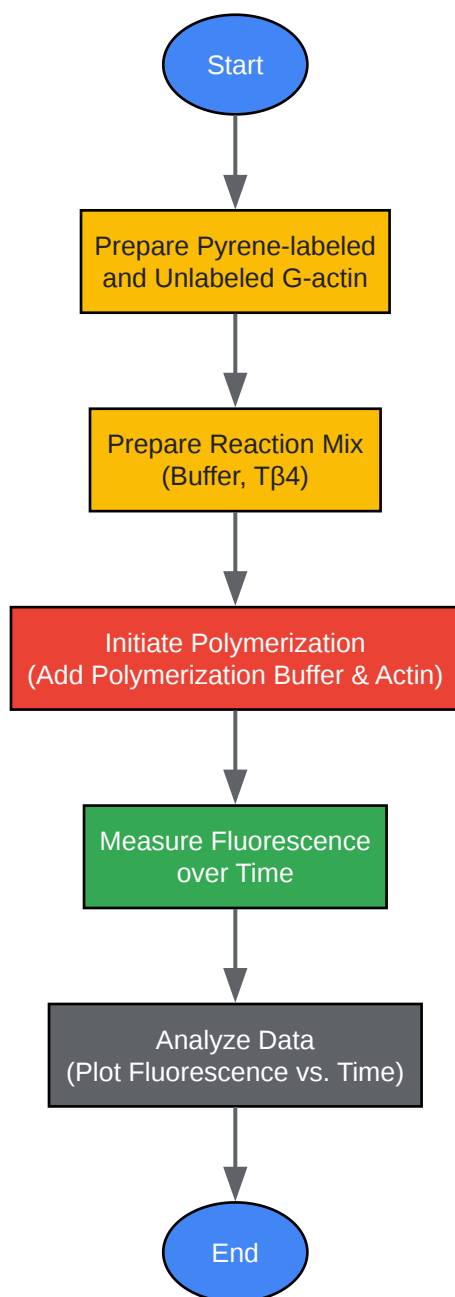 Start
Prepare Pyrene-labeled
and Unlabeled G-actin
Prepare Reaction Mix
(Buffer, Tβ4)
Initiate Polymerization
(Add Polymerization Buffer & Actin)
Measure Fluorescence
over Time
Analyze Data
(Plot Fluorescence vs. Time)
End